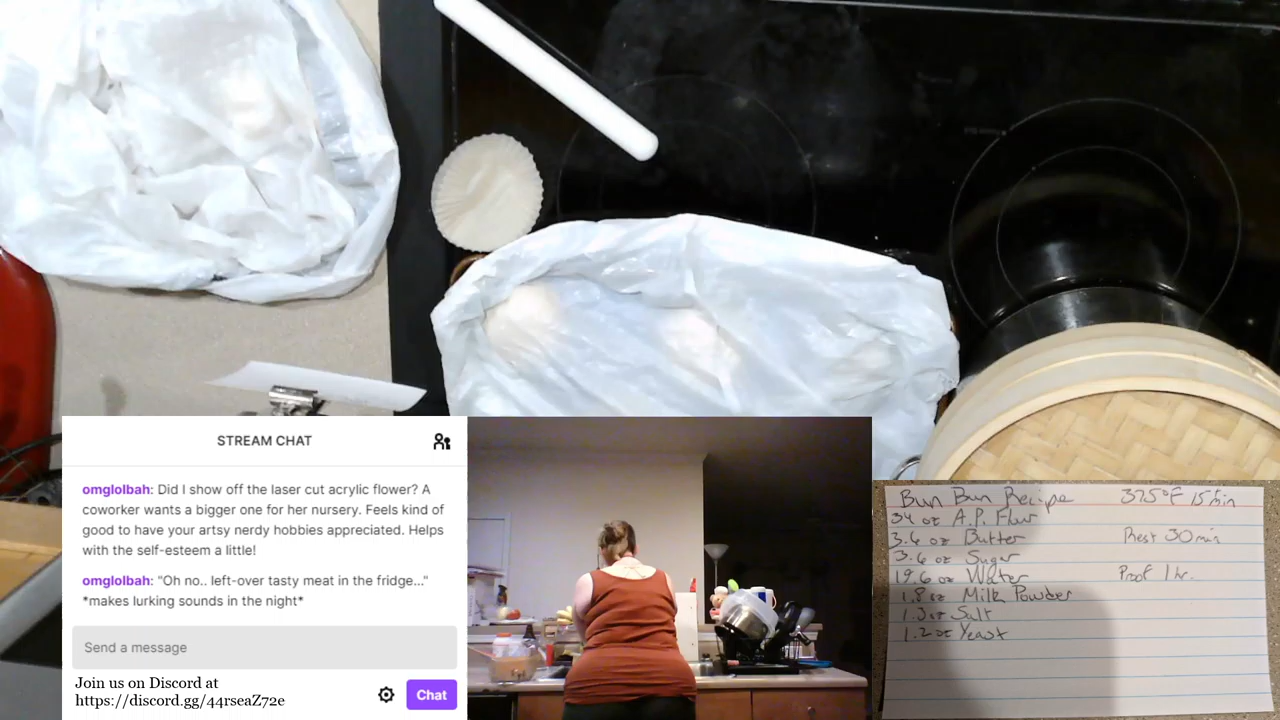 STREAM CHAT
omglolbah: Did I show off the laser cut acrylic flower? A
coworker wants a bigger one for her nursery. Feels kind of
good to have your artsy nerdy hobbies appreciated. Helps
with the self-esteem a little!
omglolbah: "Oh no.. left-over tasty meat in the fridge..."
*makes lurking sounds in the night*
Send a message
Join us on Discord at
https://discord.gg/44rseaZ72e
Chat
Bun Bun Recipe 375°F 15 min
34 oz A.P. Flour
3.6 oz Butter Rest 30 min
3.6 oz Sugar
19.6 oz Water Proof 1 hr.
1.8 oz Milk Powder
oz Salt
1.2 oz Yeast